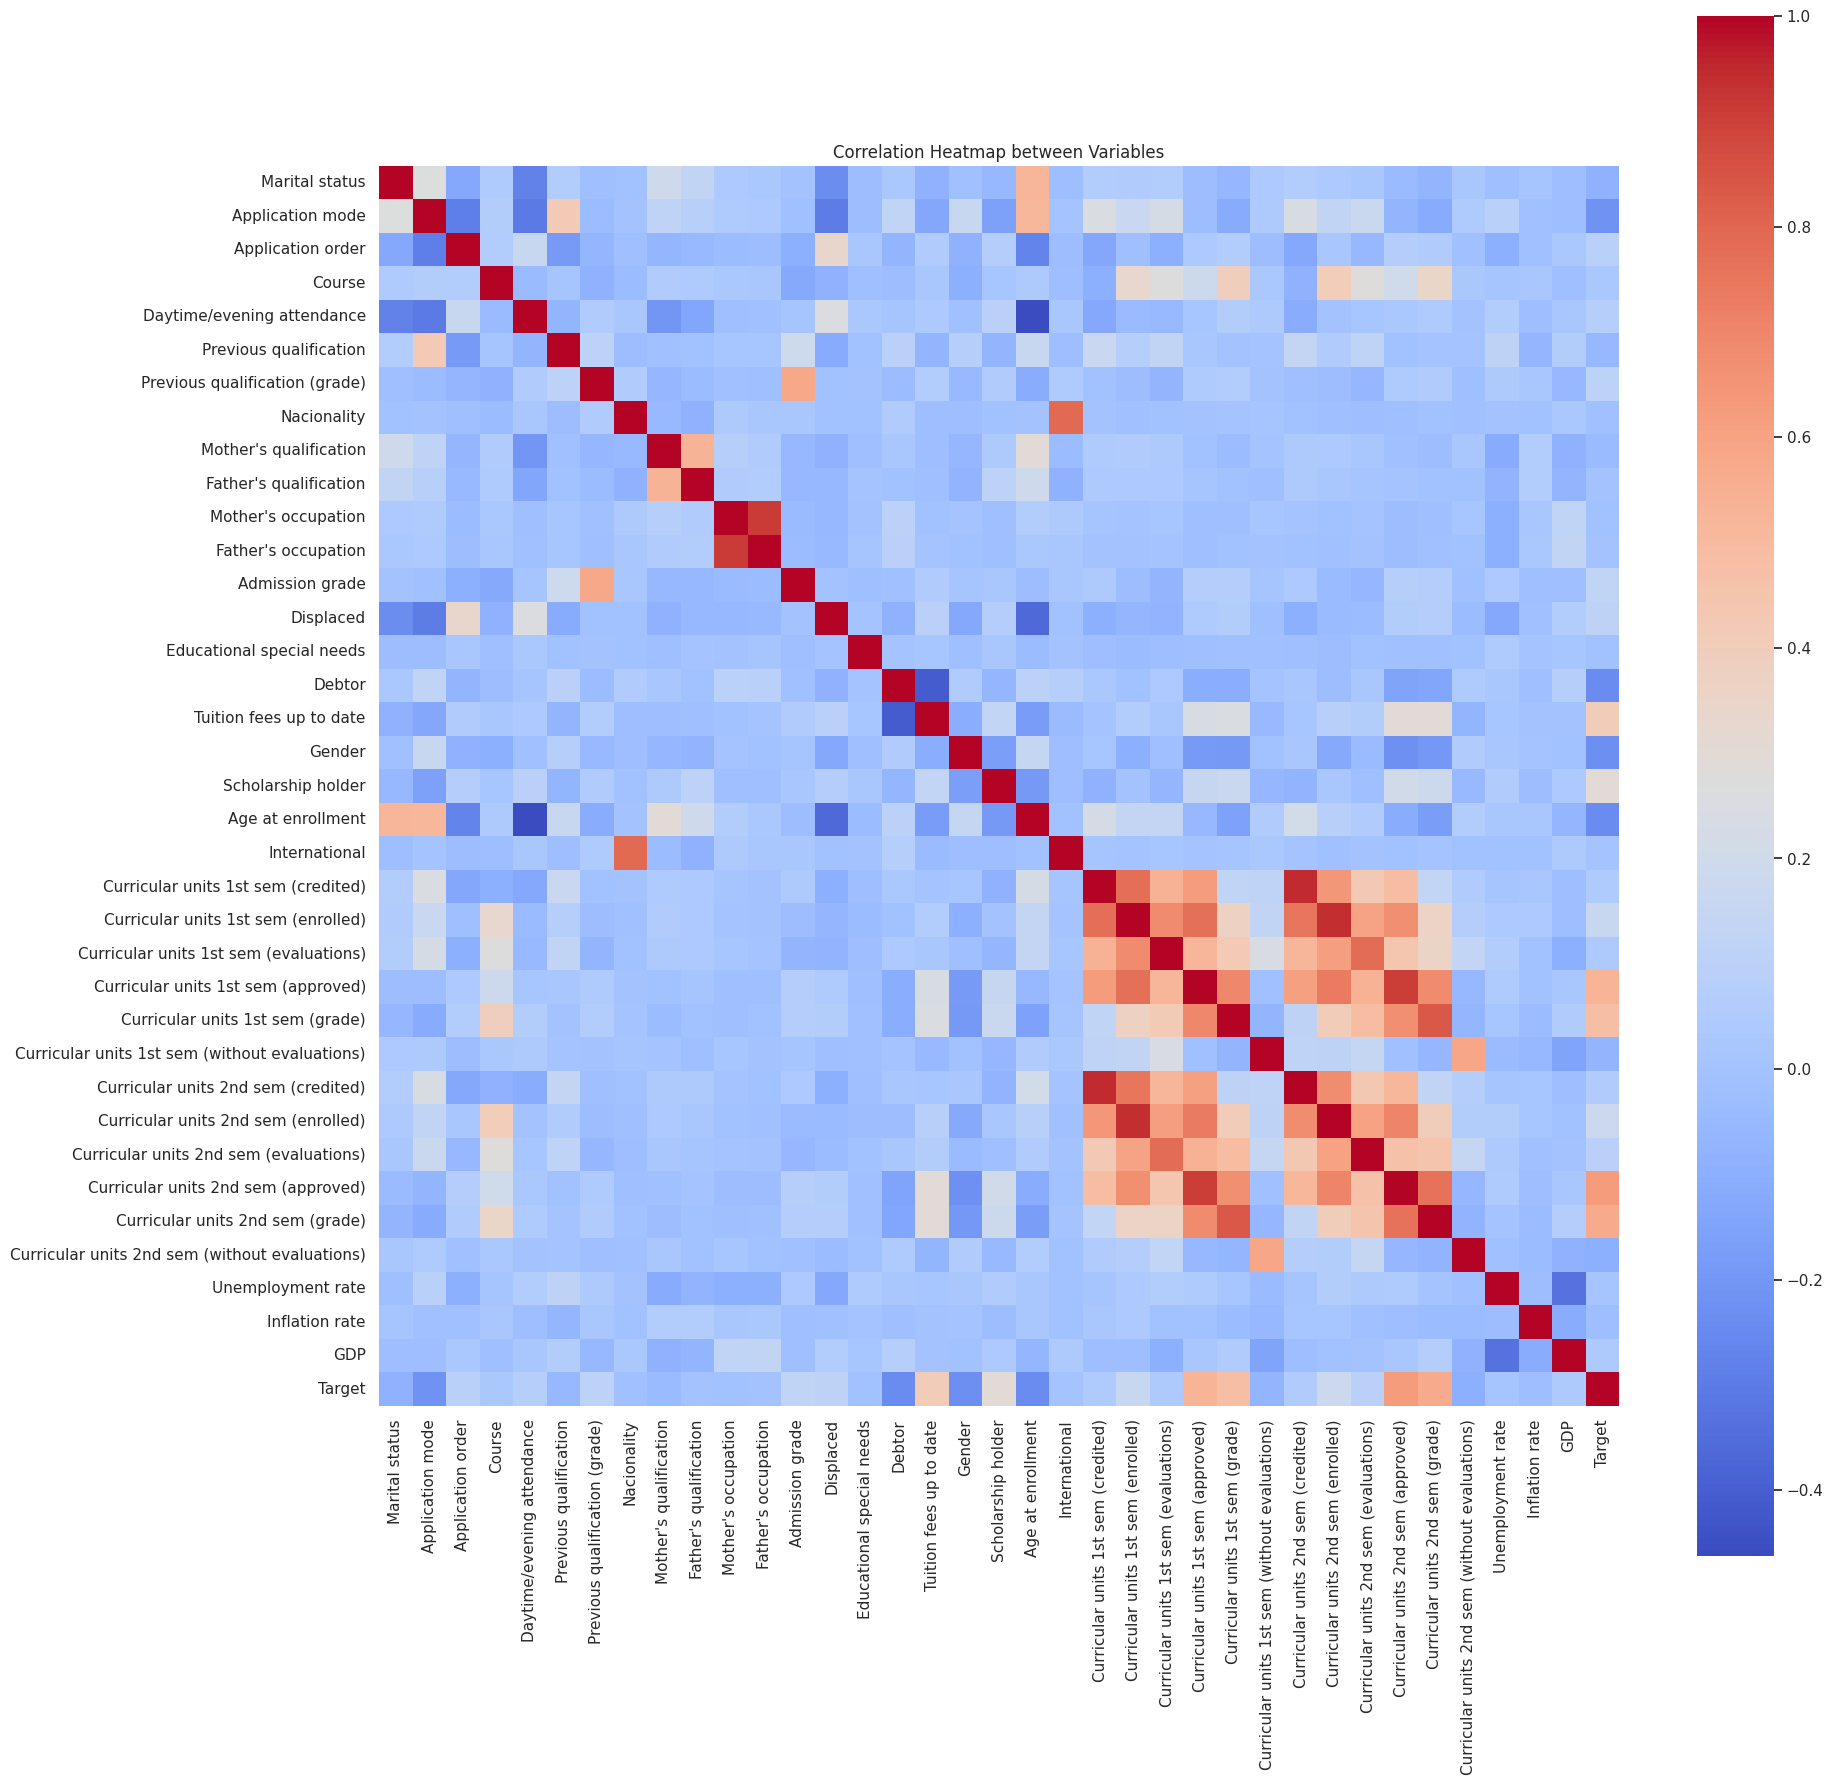 Correlation Heatmap between Variables
Marital status
Application mode
Application order
Course
Daytime/evening attendance
Previous qualification
Previous qualification (grade)
Nacionality
Mother's qualification
Father's qualification
Mother's occupation
Father's occupation
Admission grade
Displaced
Educational special needs
Debtor
Tuition fees up to date
Gender
Scholarship holder
Age at enrollment
International
Curricular units 1st sem (credited)
Curricular units 1st sem (enrolled)
Curricular units 1st sem (evaluations)
Curricular units 1st sem (approved)
Curricular units 1st sem (grade)
Curricular units 1st sem (without evaluations)
Curricular units 2nd sem (credited)
Curricular units 2nd sem (enrolled)
Curricular units 2nd sem (evaluations)
Curricular units 2nd sem (approved)
Curricular units 2nd sem (grade)
Curricular units 2nd sem (without evaluations)
Unemployment rate
Inflation rate
GDP
Target
Marital status
Application mode
Application order
Course
Daytime/evening attendance
Previous qualification
Previous qualification (grade)
Nacionality
Mother's qualification
Father's qualification
Mother's occupation
Father's occupation
Admission grade
Displaced
Educational special needs
Debtor
Tuition fees up to date
Gender
Scholarship holder
Age at enrollment
International
Curricular units 1st sem (credited)
Curricular units 1st sem (enrolled)
Curricular units 1st sem (evaluations)
Curricular units 1st sem (approved)
Curricular units 1st sem (grade)
Curricular units 1st sem (without evaluations)
Curricular units 2nd sem (credited)
Curricular units 2nd sem (enrolled)
Curricular units 2nd sem (evaluations)
Curricular units 2nd sem (approved)
Curricular units 2nd sem (grade)
Curricular units 2nd sem (without evaluations)
Unemployment rate
Inflation rate
GDP
Target
1.0
0.8
0.6
0.4
0.2
0.0
−0.2
−0.4